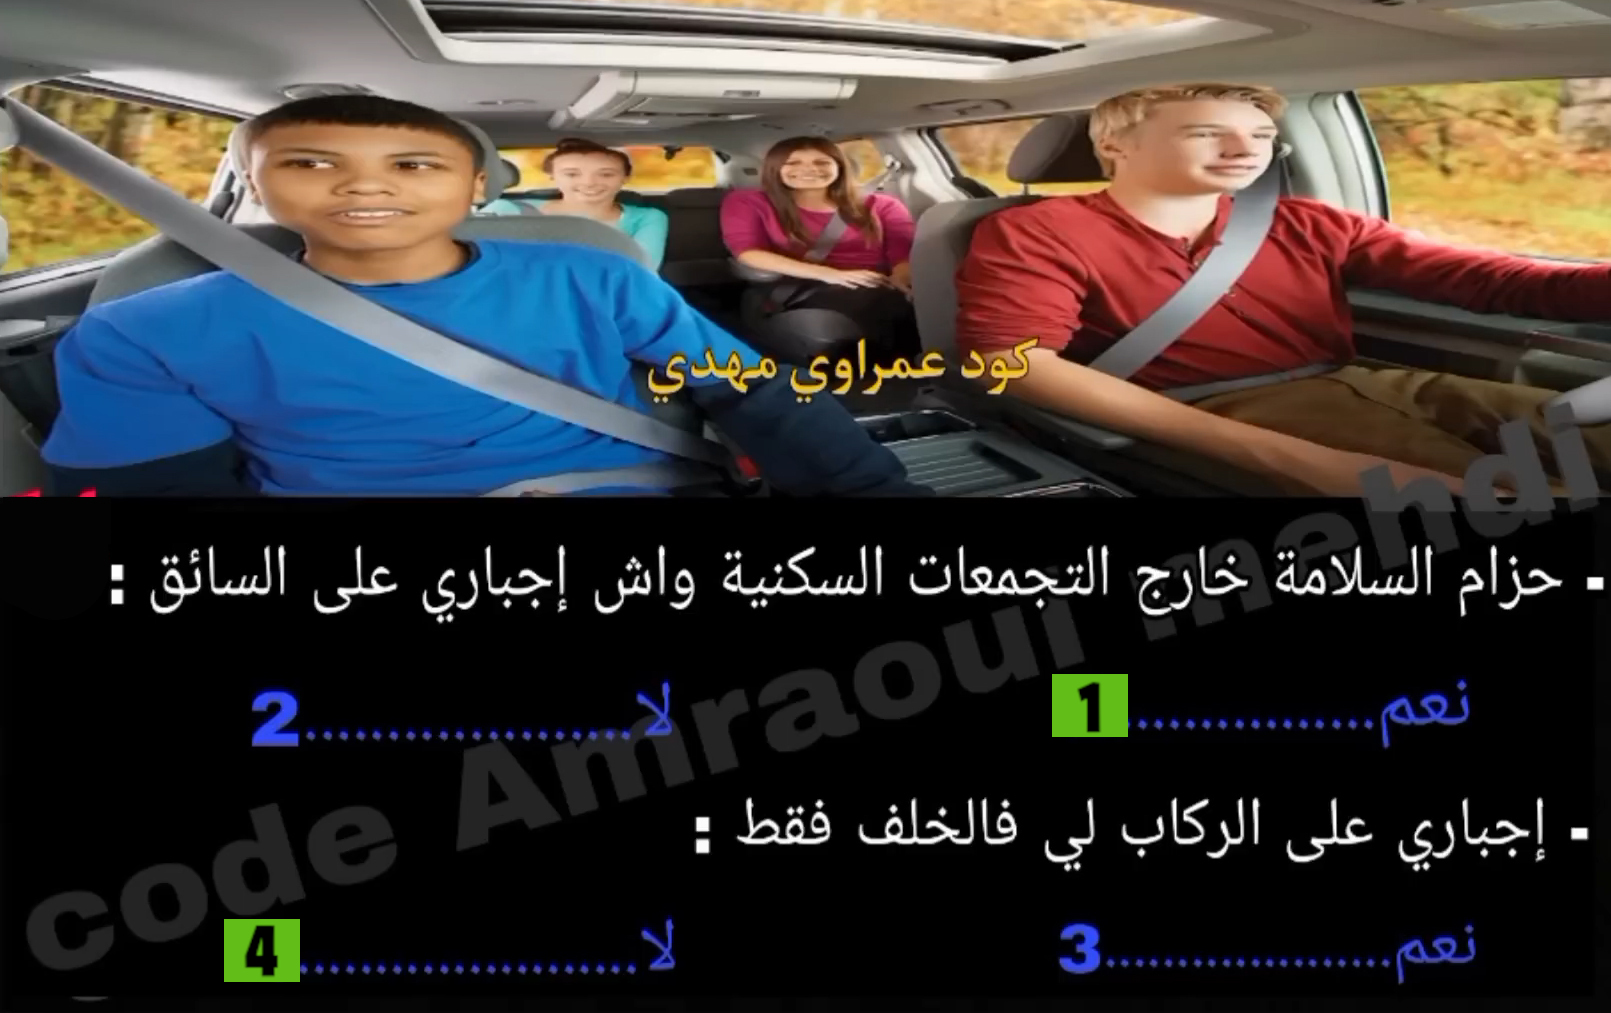 كود عمراوي مهدي
- حزام السلامة خارج التجمعات السكنية واش إجباري على السائق :
نعم...............1 لا....................2
- إجباري على الركاب لي فالخلف فقط :
نعم....................3 لا.......................4
code Amraoui mehdi